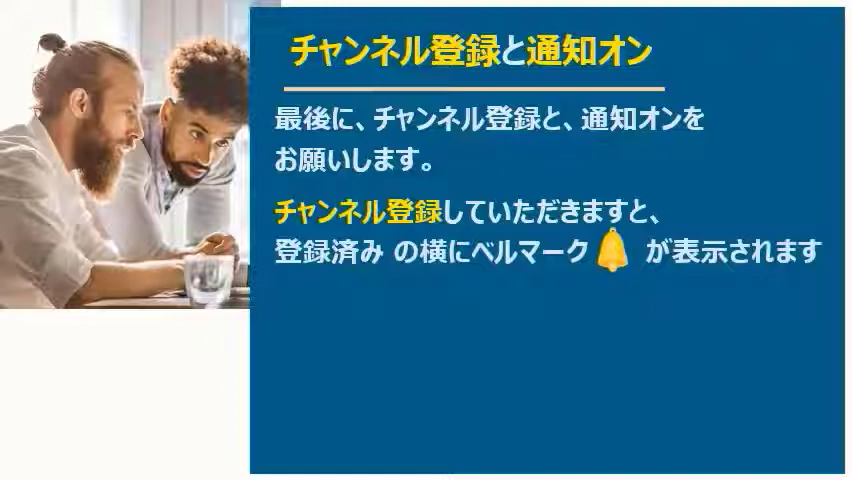 チャンネル登録と通知オン
最後に、チャンネル登録と、通知オンを
お願いします。
チャンネル登録していただきますと、
登録済み の横にベルマーク🔔 が表示されます